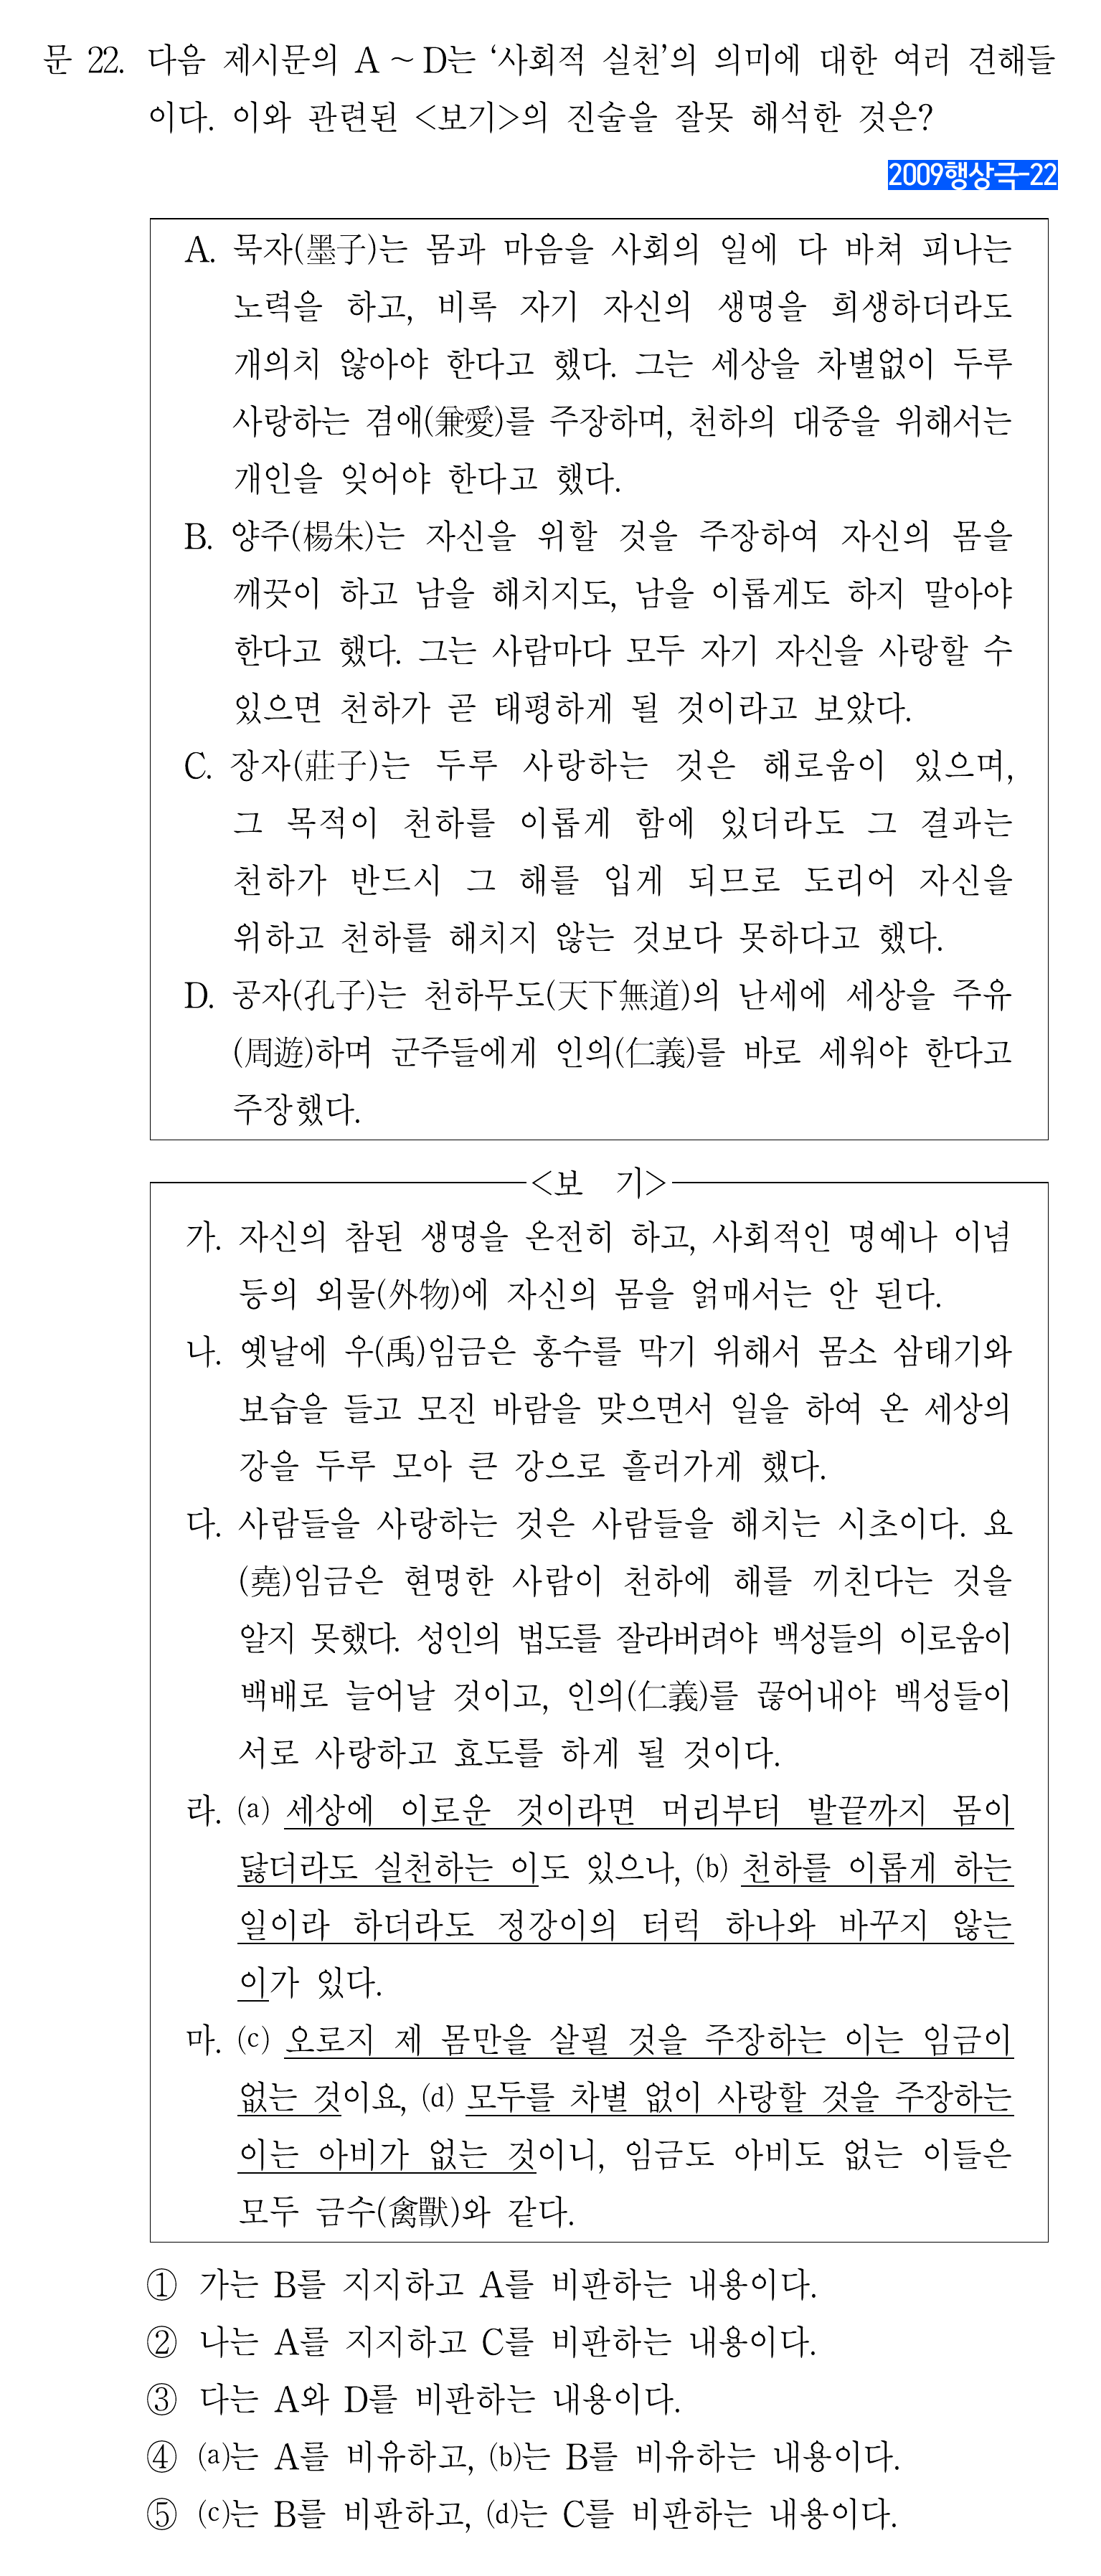 문 22. 다음 제시문의 A ~ D는 ‘사회적 실천’의 의미에 대한 여러 견해들
이다. 이와 관련된 <보기>의 진술을 잘못 해석한 것은?
2009행상극-22
A. 묵자(墨子)는 몸과 마음을 사회의 일에 다 바쳐 피나는
노력을 하고, 비록 자기 자신의 생명을 희생하더라도
개의치 않아야 한다고 했다. 그는 세상을 차별없이 두루
사랑하는 겸애(兼愛)를 주장하며, 천하의 대중을 위해서는
개인을 잊어야 한다고 했다.
B. 양주(楊朱)는 자신을 위할 것을 주장하여 자신의 몸을
깨끗이 하고 남을 해치지도, 남을 이롭게도 하지 말아야
한다고 했다. 그는 사람마다 모두 자기 자신을 사랑할 수
있으면 천하가 곧 태평하게 될 것이라고 보았다.
C. 장자(莊子)는 두루 사랑하는 것은 해로움이 있으며,
그 목적이 천하를 이롭게 함에 있더라도 그 결과는
천하가 반드시 그 해를 입게 되므로 도리어 자신을
위하고 천하를 해치지 않는 것보다 못하다고 했다.
D. 공자(孔子)는 천하무도(天下無道)의 난세에 세상을 주유
(周遊)하며 군주들에게 인의(仁義)를 바로 세워야 한다고
주장했다.
<보 기>
가. 자신의 참된 생명을 온전히 하고, 사회적인 명예나 이념
등의 외물(外物)에 자신의 몸을 얽매서는 안 된다.
나. 옛날에 우(禹)임금은 홍수를 막기 위해서 몸소 삼태기와
보습을 들고 모진 바람을 맞으면서 일을 하여 온 세상의
강을 두루 모아 큰 강으로 흘러가게 했다.
다. 사람들을 사랑하는 것은 사람들을 해치는 시초이다. 요
(堯)임금은 현명한 사람이 천하에 해를 끼친다는 것을
알지 못했다. 성인의 법도를 잘라버려야 백성들의 이로움이
백배로 늘어날 것이고, 인의(仁義)를 끊어내야 백성들이
서로 사랑하고 효도를 하게 될 것이다.
라. (a) 세상에 이로운 것이라면 머리부터 발끝까지 몸이
닳더라도 실천하는 이도 있으나, (b) 천하를 이롭게 하는
일이라 하더라도 정강이의 터럭 하나와 바꾸지 않는
이가 있다.
마. (c) 오로지 제 몸만을 살필 것을 주장하는 이는 임금이
없는 것이요, (d) 모두를 차별 없이 사랑할 것을 주장하는
이는 아비가 없는 것이니, 임금도 아비도 없는 이들은
모두 금수(禽獸)와 같다.
① 가는 B를 지지하고 A를 비판하는 내용이다.
② 나는 A를 지지하고 C를 비판하는 내용이다.
③ 다는 A와 D를 비판하는 내용이다.
④ (a)는 A를 비유하고, (b)는 B를 비유하는 내용이다.
⑤ (c)는 B를 비판하고, (d)는 C를 비판하는 내용이다.